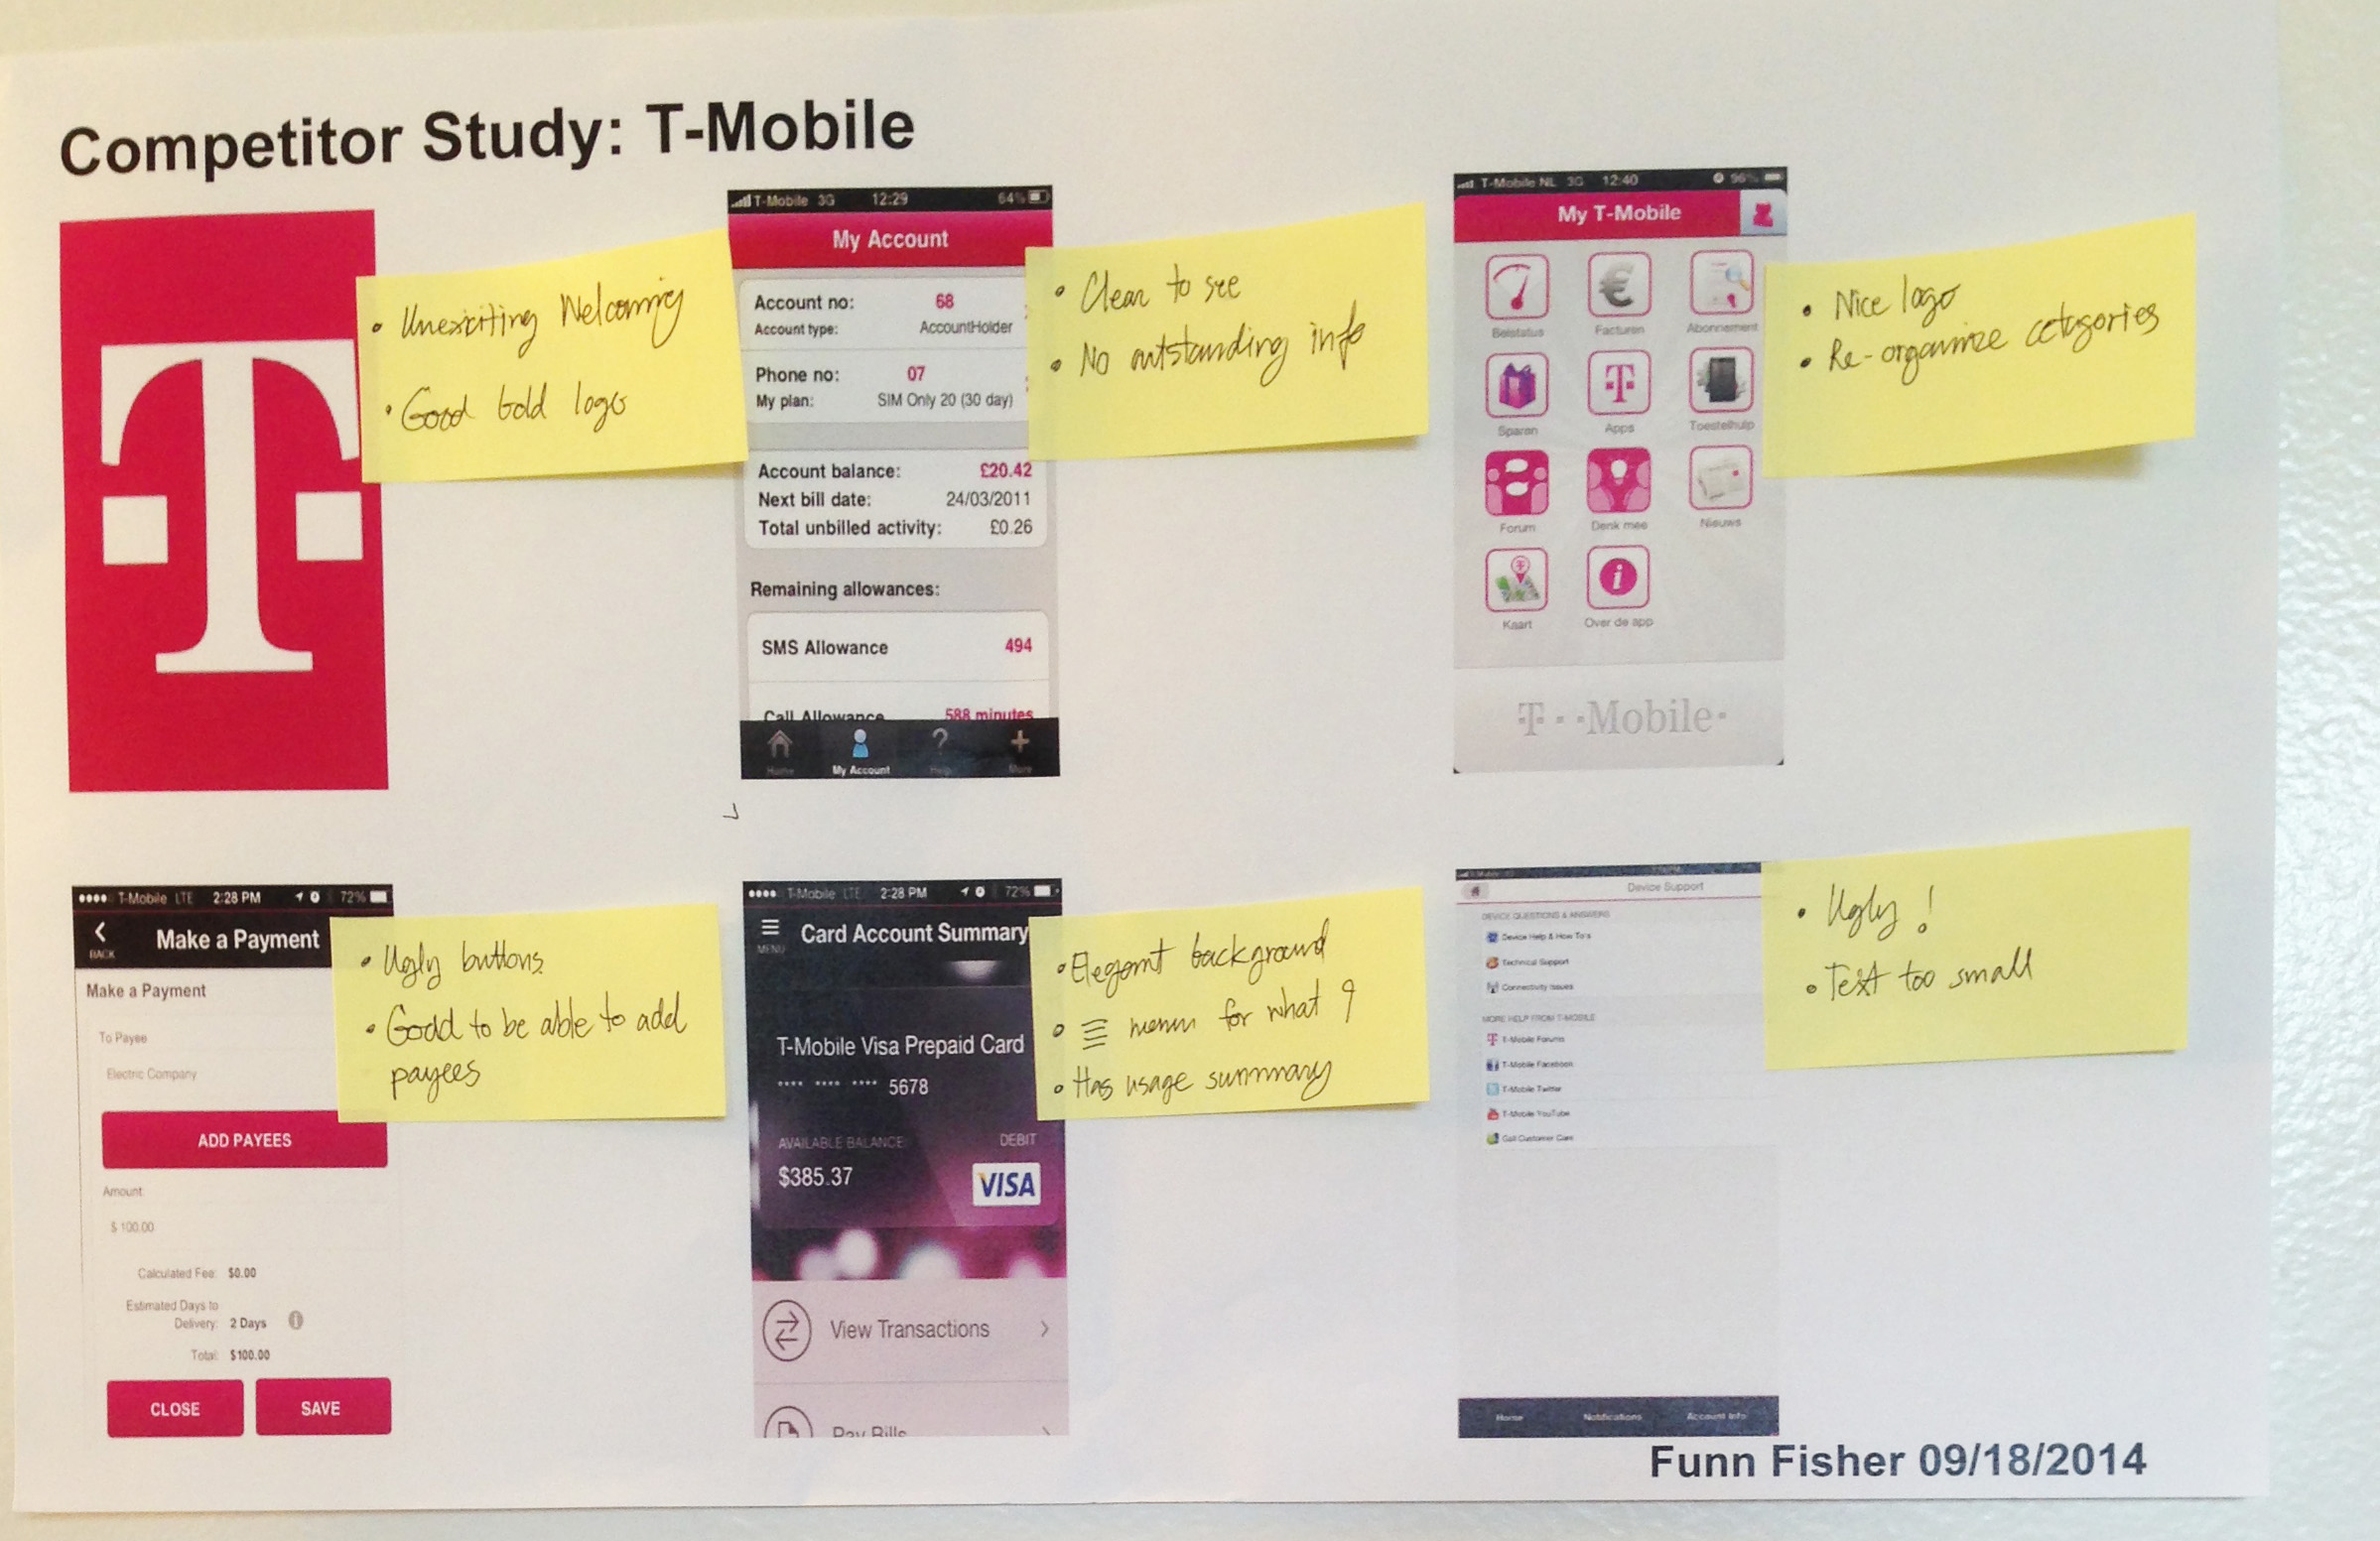 Competitor Study: T-Mobile
T
• Unexiciting Welcoming
• Good bold logo
T-Mobile 3G 12:29 64%
My Account
Account no: 68
Account type: AccountHolder
Phone no: 07
My plan: SIM Only 20 (30 day)
Account balance: £20.42
Next bill date: 24/03/2011
Total unbilled activity: £0.26
Remaining allowances:
SMS Allowance 494
Call Allowance 588 minutes
Home My Account Help More
• Clear to see
• No outstanding info
T-Mobile NL 3G 12:40 96%
My T-Mobile
Belstatus Facturen Abonnement
Sparen Apps Toestelhulp
Forum Denk mee Nieuws
Kaart Over de app
T··Mobile·
• Nice logo
• Re-organize categories
T-Mobile LTE 2:28 PM 72%
BACK Make a Payment
Make a Payment
To Payee
Electric Company
ADD PAYEES
Amount
$ 100.00
Calculated Fee: $0.00
Estimated Days to
Delivery: 2 Days
Total: $100.00
CLOSE SAVE
• Ugly buttons
• Good to be able to add
payees
T-Mobile LTE 2:28 PM 72%
MENU Card Account Summary
T-Mobile Visa Prepaid Card
**** **** **** 5678
AVAILABLE BALANCE DEBIT
$385.37 VISA
View Transactions
Pay Bills
• Elegant background
• ☰ menu for what ?
• Has usage summary
Device Support
DEVICE QUESTIONS & ANSWERS
Device Help & How To's
Technical Support
Connectivity Issues
MORE HELP FROM T-MOBILE
T-Mobile Forums
T-Mobile Facebook
T-Mobile Twitter
T-Mobile YouTube
Call Customer Care
Home Notifications Account Info
• Ugly !
• Text too small
Funn Fisher 09/18/2014